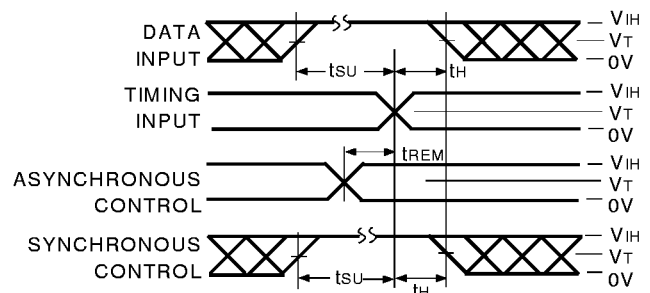 DATA
INPUT
tSU
tH
VIH
VT
0V
TIMING
INPUT
VIH
VT
0V
tREM
ASYNCHRONOUS
CONTROL
VIH
VT
0V
SYNCHRONOUS
CONTROL
tSU
tH
VIH
VT
0V